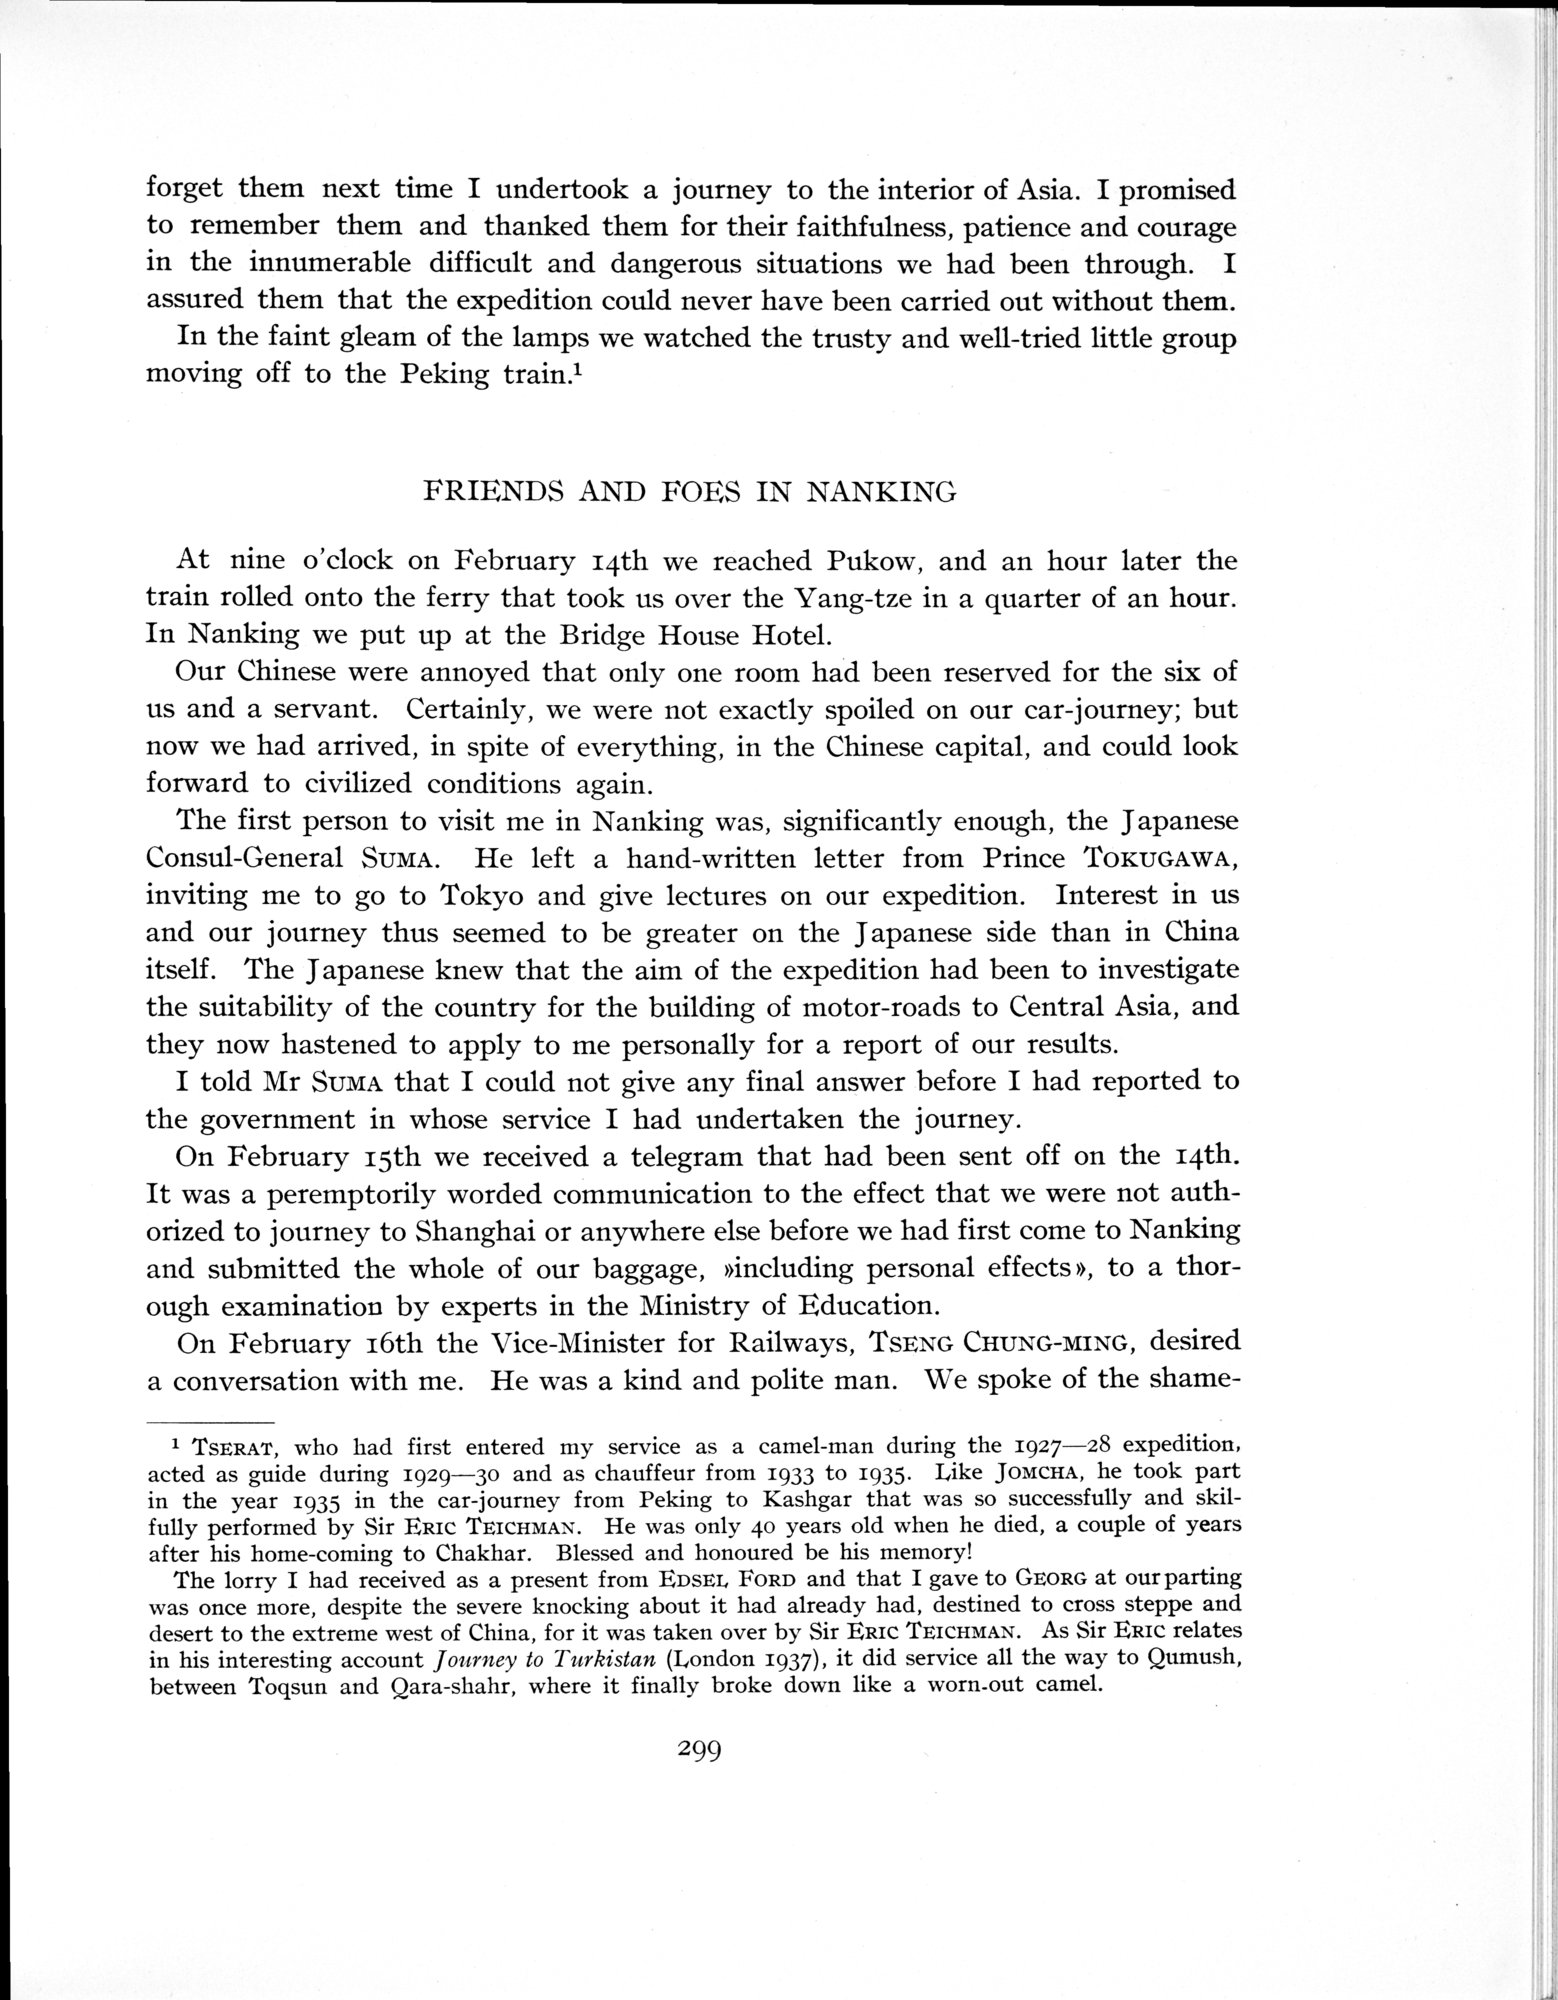 forget them next time I undertook a journey to the interior of Asia. I promised
to remember them and thanked them for their faithfulness, patience and courage
in the innumerable difficult and dangerous situations we had been through. I
assured them that the expedition could never have been carried out without them.
In the faint gleam of the lamps we watched the trusty and well-tried little group
moving off to the Peking train.¹
FRIENDS AND FOES IN NANKING
At nine o'clock on February 14th we reached Pukow, and an hour later the
train rolled onto the ferry that took us over the Yang-tze in a quarter of an hour.
In Nanking we put up at the Bridge House Hotel.
Our Chinese were annoyed that only one room had been reserved for the six of
us and a servant. Certainly, we were not exactly spoiled on our car-journey; but
now we had arrived, in spite of everything, in the Chinese capital, and could look
forward to civilized conditions again.
The first person to visit me in Nanking was, significantly enough, the Japanese
Consul-General SUMA. He left a hand-written letter from Prince TOKUGAWA,
inviting me to go to Tokyo and give lectures on our expedition. Interest in us
and our journey thus seemed to be greater on the Japanese side than in China
itself. The Japanese knew that the aim of the expedition had been to investigate
the suitability of the country for the building of motor-roads to Central Asia, and
they now hastened to apply to me personally for a report of our results.
I told Mr SUMA that I could not give any final answer before I had reported to
the government in whose service I had undertaken the journey.
On February 15th we received a telegram that had been sent off on the 14th.
It was a peremptorily worded communication to the effect that we were not auth-
orized to journey to Shanghai or anywhere else before we had first come to Nanking
and submitted the whole of our baggage, »including personal effects», to a thor-
ough examination by experts in the Ministry of Education.
On February 16th the Vice-Minister for Railways, TSENG CHUNG-MING, desired
a conversation with me. He was a kind and polite man. We spoke of the shame-
¹ TSERAT, who had first entered my service as a camel-man during the 1927—28 expedition,
acted as guide during 1929—30 and as chauffeur from 1933 to 1935. Like JOMCHA, he took part
in the year 1935 in the car-journey from Peking to Kashgar that was so successfully and skil-
fully performed by Sir ERIC TEICHMAN. He was only 40 years old when he died, a couple of years
after his home-coming to Chakhar. Blessed and honoured be his memory!
The lorry I had received as a present from EDSEL FORD and that I gave to GEORG at our parting
was once more, despite the severe knocking about it had already had, destined to cross steppe and
desert to the extreme west of China, for it was taken over by Sir ERIC TEICHMAN. As Sir ERIC relates
in his interesting account Journey to Turkistan (London 1937), it did service all the way to Qumush,
between Toqsun and Qara-shahr, where it finally broke down like a worn-out camel.
299